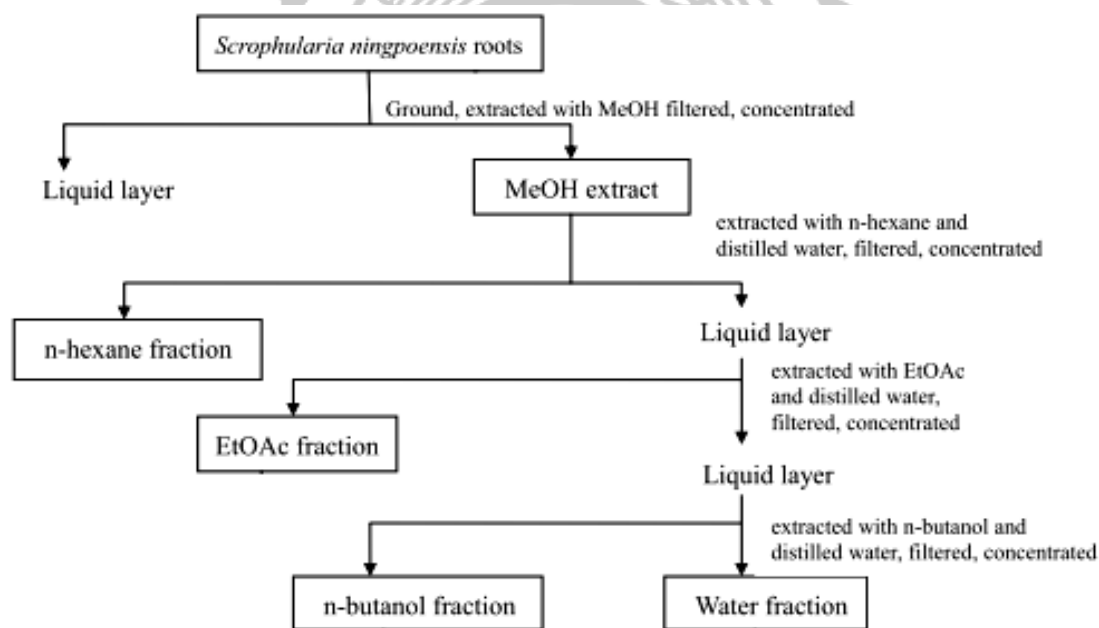 Scrophularia ningpoensis roots
Ground, extracted with MeOH filtered, concentrated
Liquid layer
MeOH extract
extracted with n-hexane and
distilled water, filtered, concentrated
n-hexane fraction
Liquid layer
extracted with EtOAc
and distilled water,
filtered, concentrated
EtOAc fraction
Liquid layer
extracted with n-butanol and
distilled water, filtered, concentrated
n-butanol fraction
Water fraction